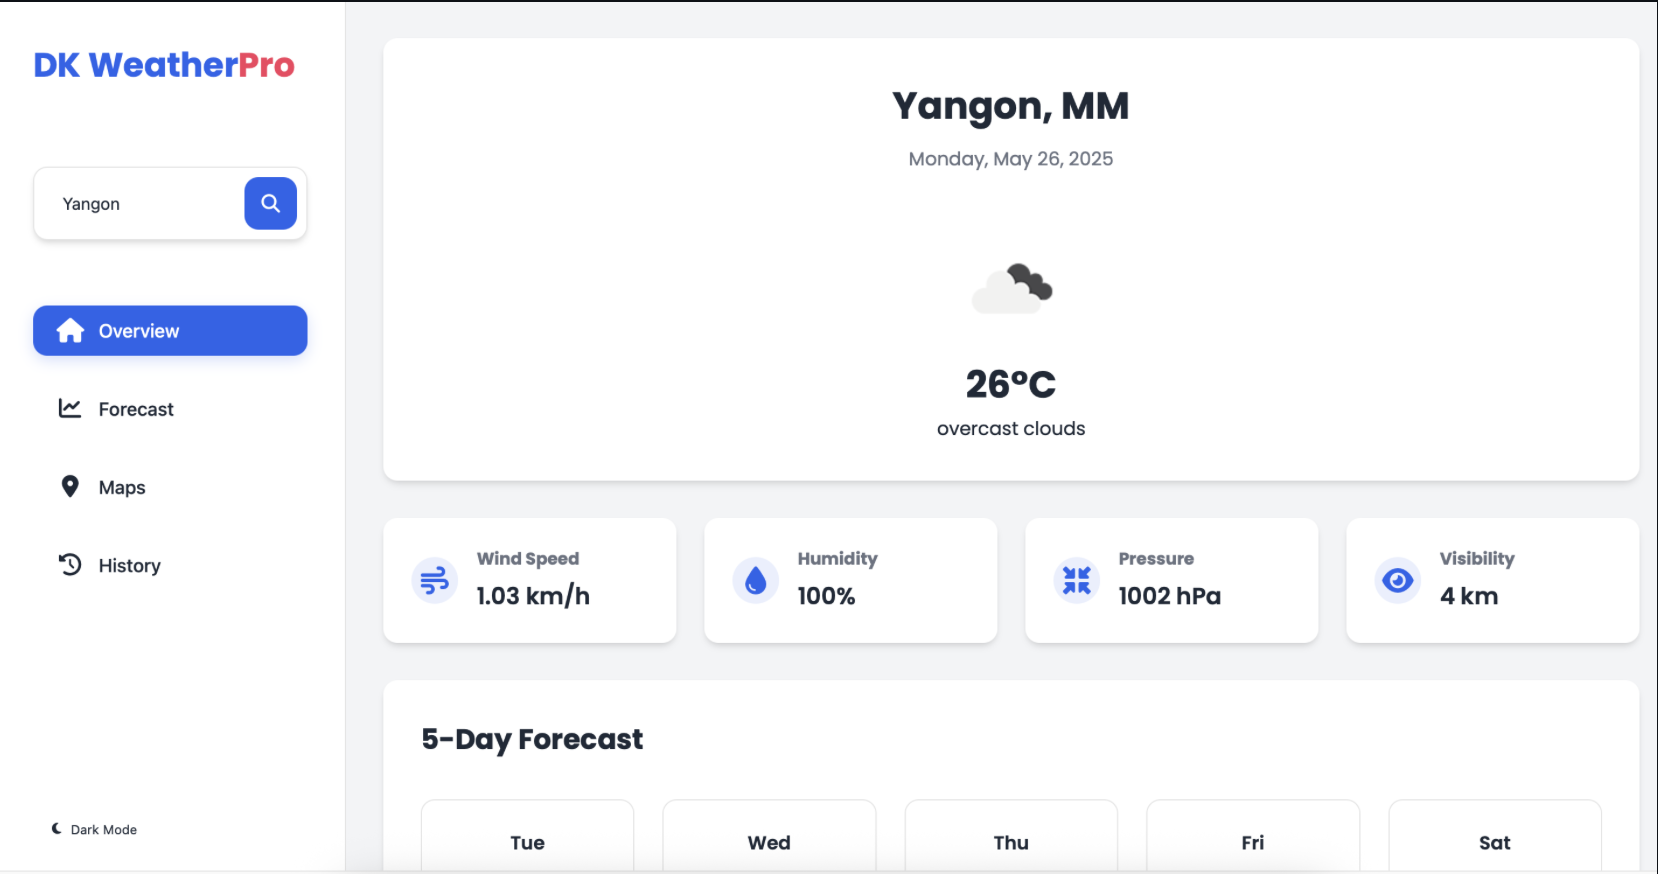 DK WeatherPro
Yangon
Overview
Forecast
Maps
History
Dark Mode
Yangon, MM
Monday, May 26, 2025
26°C
overcast clouds
Wind Speed
1.03 km/h
Humidity
100%
Pressure
1002 hPa
Visibility
4 km
5-Day Forecast
Tue
Wed
Thu
Fri
Sat